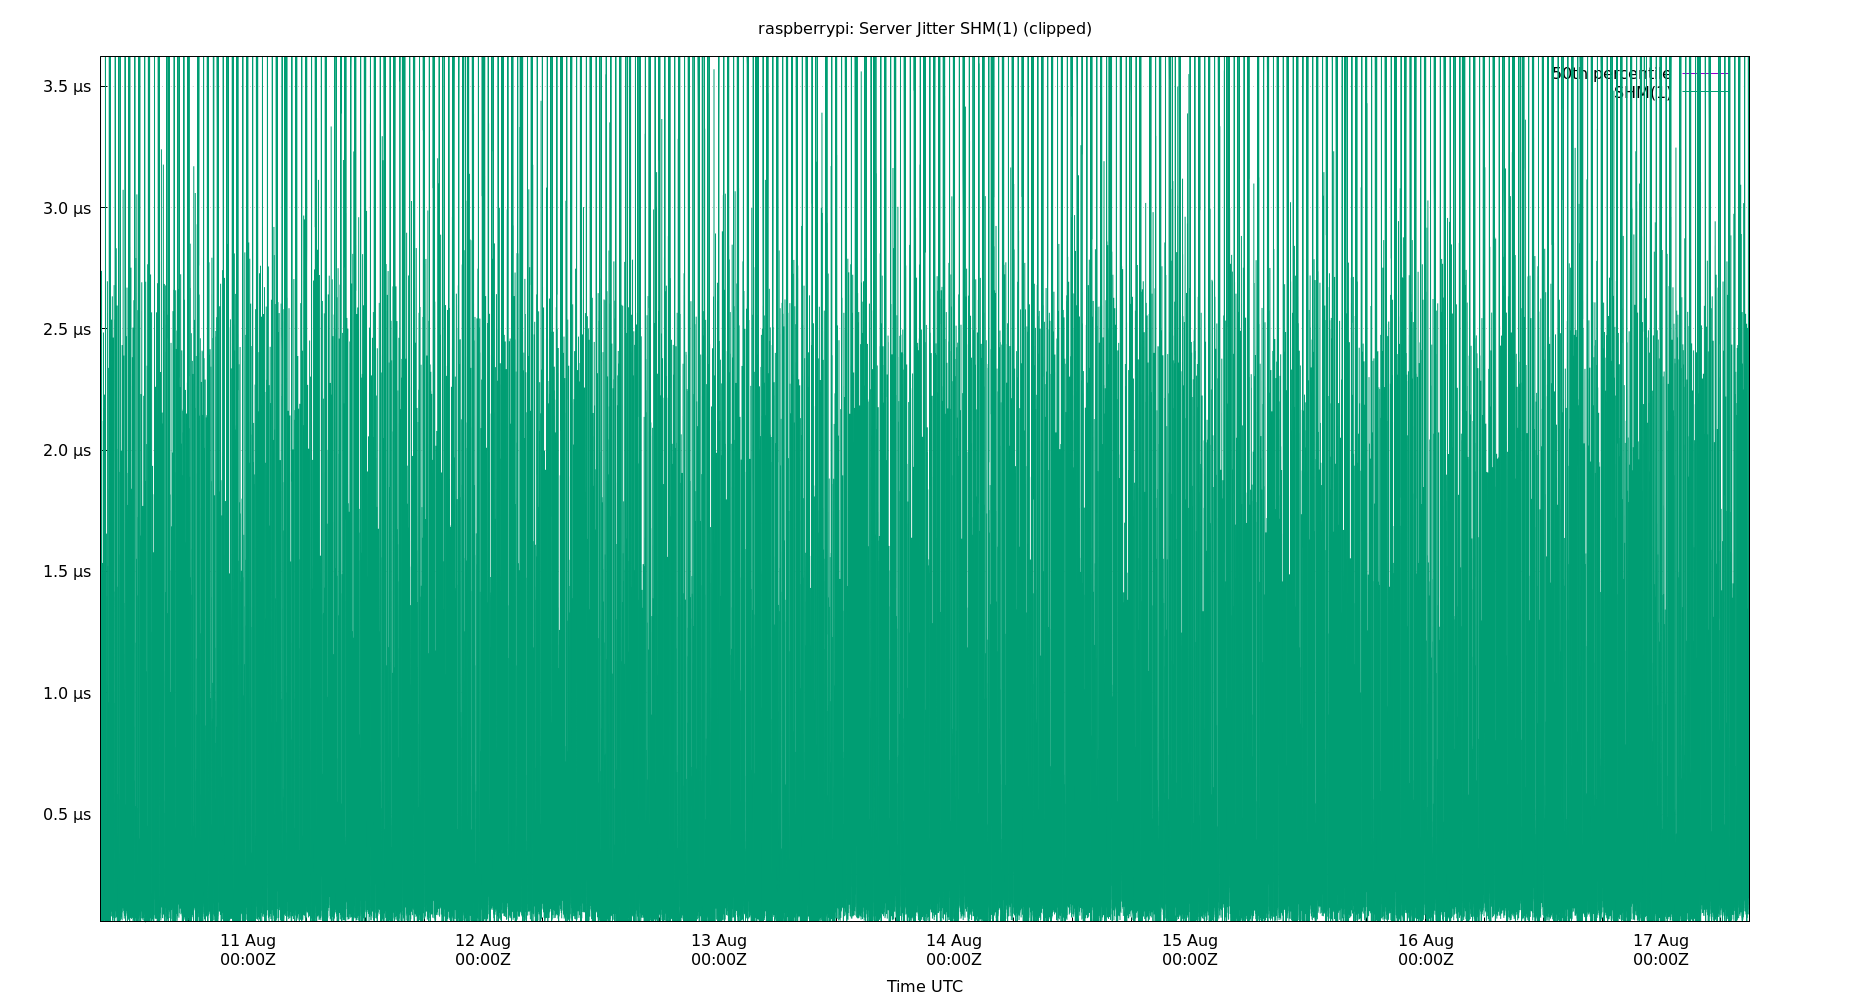 raspberrypi: Server Jitter SHM(1) (clipped)
50th percentile
SHM(1)
3.5 µs
3.0 µs
2.5 µs
2.0 µs
1.5 µs
1.0 µs
0.5 µs
11 Aug 12 Aug 13 Aug 14 Aug 15 Aug 16 Aug 17 Aug
00:00Z 00:00Z 00:00Z 00:00Z 00:00Z 00:00Z 00:00Z
Time UTC